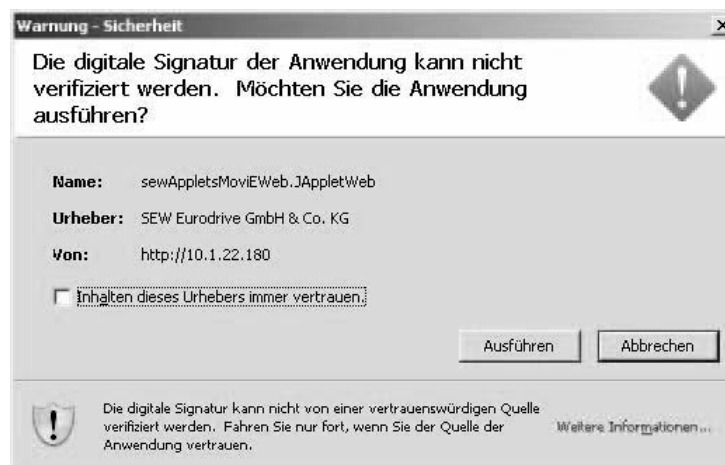 Warnung - Sicherheit
Die digitale Signatur der Anwendung kann nicht
verifiziert werden. Möchten Sie die Anwendung
ausführen?
Name: sewAppletsMoviEWeb.JAppletWeb
Urheber: SEW Eurodrive GmbH & Co. KG
Von: http://10.1.22.180
Inhalten dieses Urhebers immer vertrauen.
Ausführen Abbrechen
Die digitale Signatur kann nicht von einer vertrauenswürdigen Quelle
verifiziert werden. Fahren Sie nur fort, wenn Sie der Quelle der
Anwendung vertrauen.
Weitere Informationen...